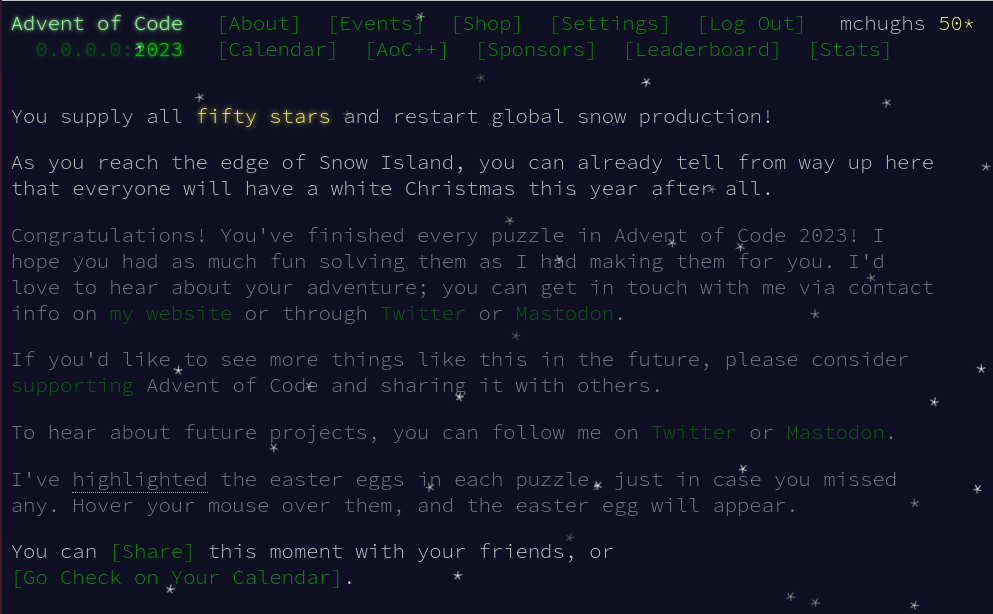 Advent of Code [About] [Events] [Shop] [Settings] [Log Out] mchughs 50*
0.0.0.0:2023 [Calendar] [AoC++] [Sponsors] [Leaderboard] [Stats]
You supply all fifty stars and restart global snow production!
As you reach the edge of Snow Island, you can already tell from way up here
that everyone will have a white Christmas this year after all.
Congratulations! You've finished every puzzle in Advent of Code 2023! I
hope you had as much fun solving them as I had making them for you. I'd
love to hear about your adventure; you can get in touch with me via contact
info on my website or through Twitter or Mastodon.
If you'd like to see more things like this in the future, please consider
supporting Advent of Code and sharing it with others.
To hear about future projects, you can follow me on Twitter or Mastodon.
I've highlighted the easter eggs in each puzzle, just in case you missed
any. Hover your mouse over them, and the easter egg will appear.
You can [Share] this moment with your friends, or
[Go Check on Your Calendar].